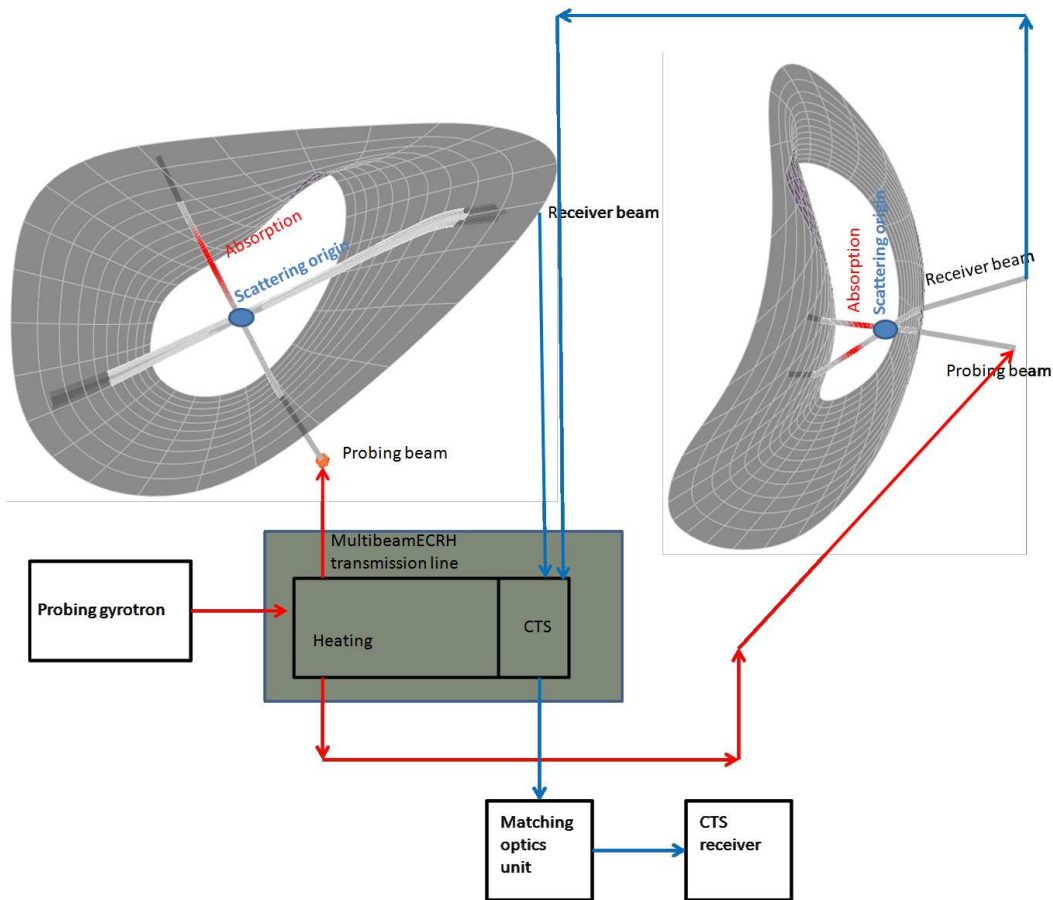 Absorption
Scattering origin
Receiver beam
Probing beam
Absorption
Scattering origin
Receiver beam
Probing beam
MultibeamECRH
transmission line
Probing gyrotron
Heating
CTS
Matching
optics
unit
CTS
receiver